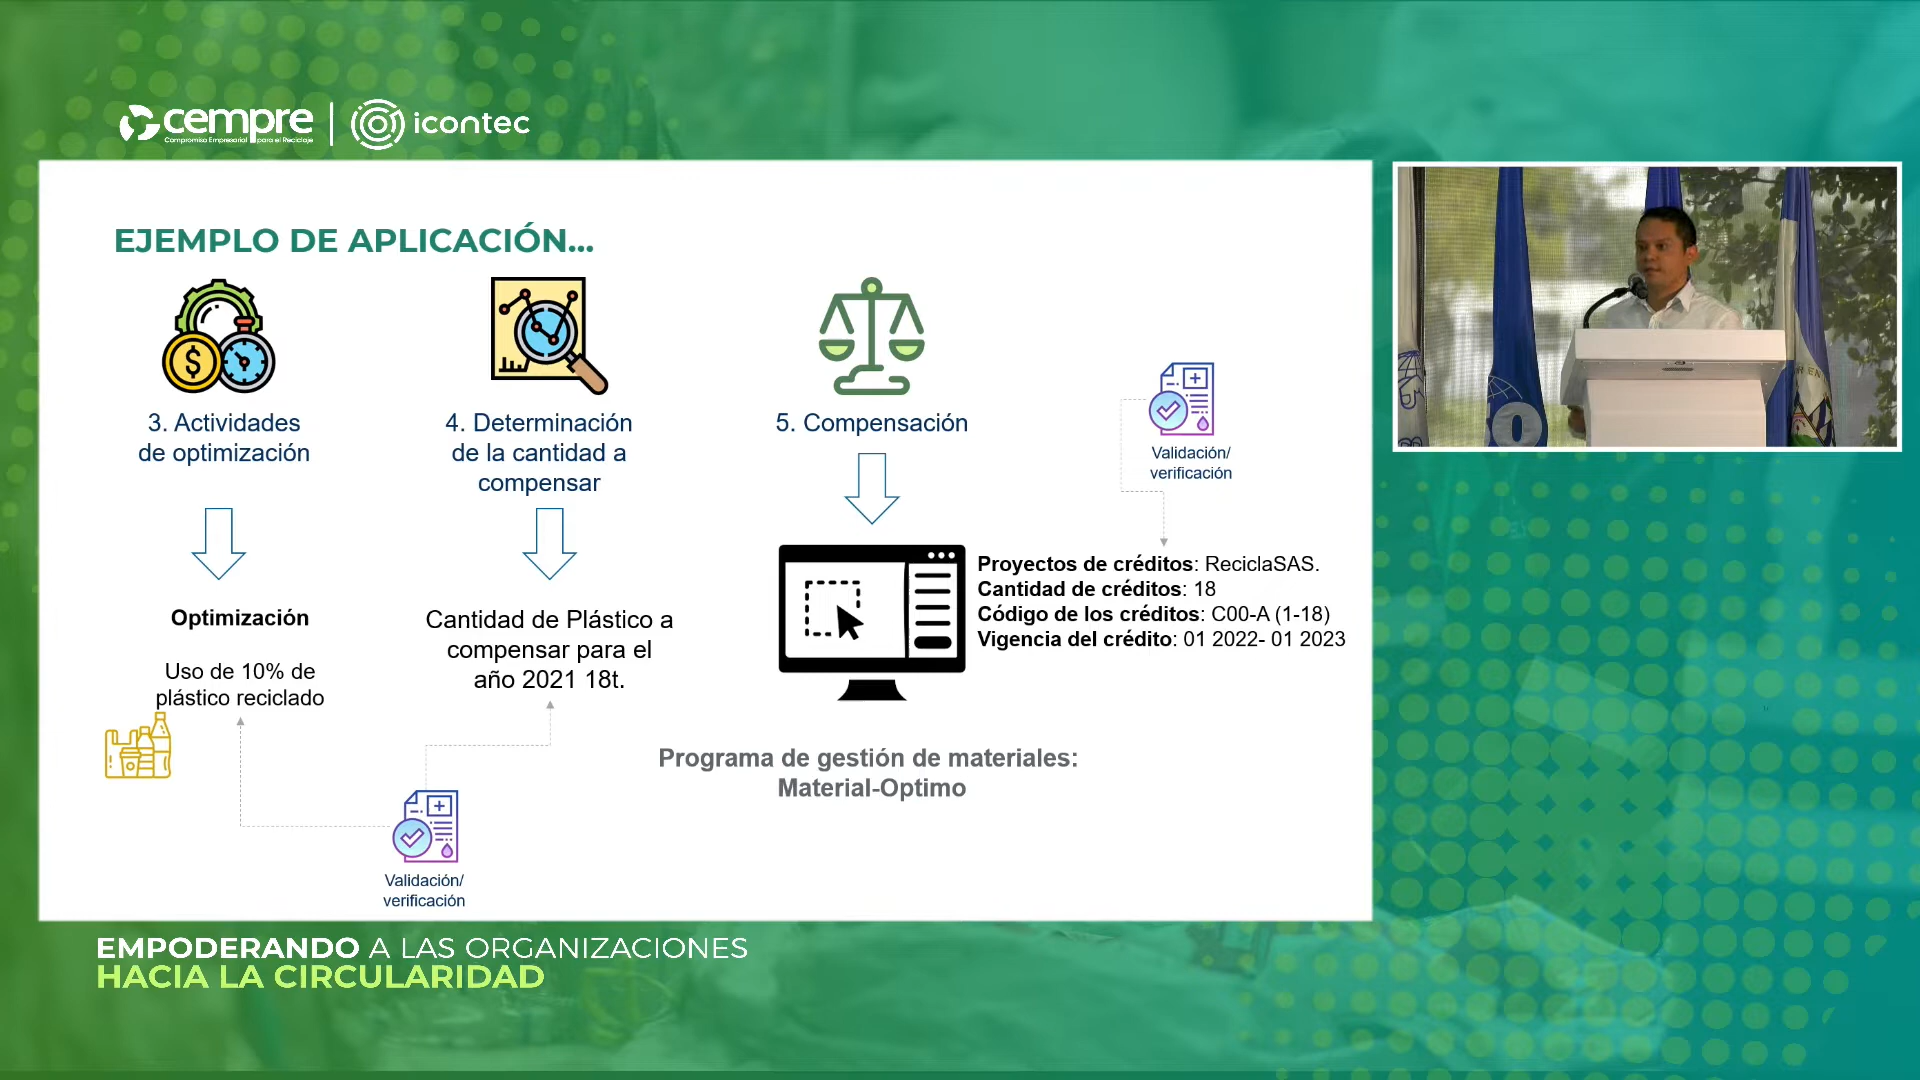 cempre
Compromiso Empresarial para el Reciclaje
icontec
EJEMPLO DE APLICACIÓN...
3. Actividades
de optimización
Optimización
Uso de 10% de
plástico reciclado
4. Determinación
de la cantidad a
compensar
Cantidad de Plástico a
compensar para el
año 2021 18t.
Validación/
verificación
5. Compensación
Validación/
verificación
Proyectos de créditos: ReciclaSAS.
Cantidad de créditos: 18
Código de los créditos: C00-A (1-18)
Vigencia del crédito: 01 2022- 01 2023
Programa de gestión de materiales:
Material-Optimo
EMPODERANDO A LAS ORGANIZACIONES
HACIA LA CIRCULARIDAD